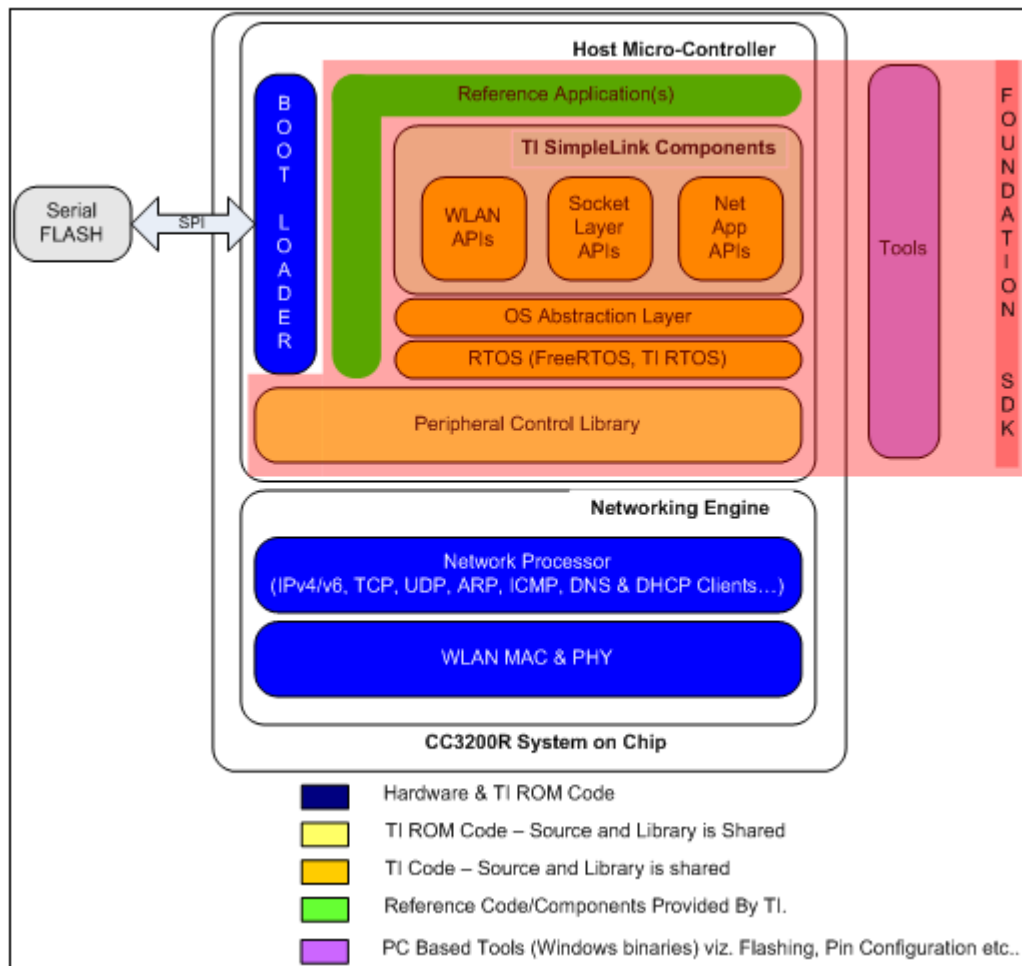 Host Micro-Controller
B
O
O
T
L
O
A
D
E
R
Reference Application(s)
TI SimpleLink Components
WLAN
APIs
Socket
Layer
APIs
Net
App
APIs
OS Abstraction Layer
RTOS (FreeRTOS, TI RTOS)
Peripheral Control Library
Serial
FLASH
SPI
Tools
F
O
U
N
D
A
T
I
O
N
S
D
K
Networking Engine
Network Processor
(IPv4/v6, TCP, UDP, ARP, ICMP, DNS & DHCP Clients…)
WLAN MAC & PHY
CC3200R System on Chip
Hardware & TI ROM Code
TI ROM Code – Source and Library is Shared
TI Code – Source and Library is shared
Reference Code/Components Provided By TI.
PC Based Tools (Windows binaries) viz. Flashing, Pin Configuration etc..